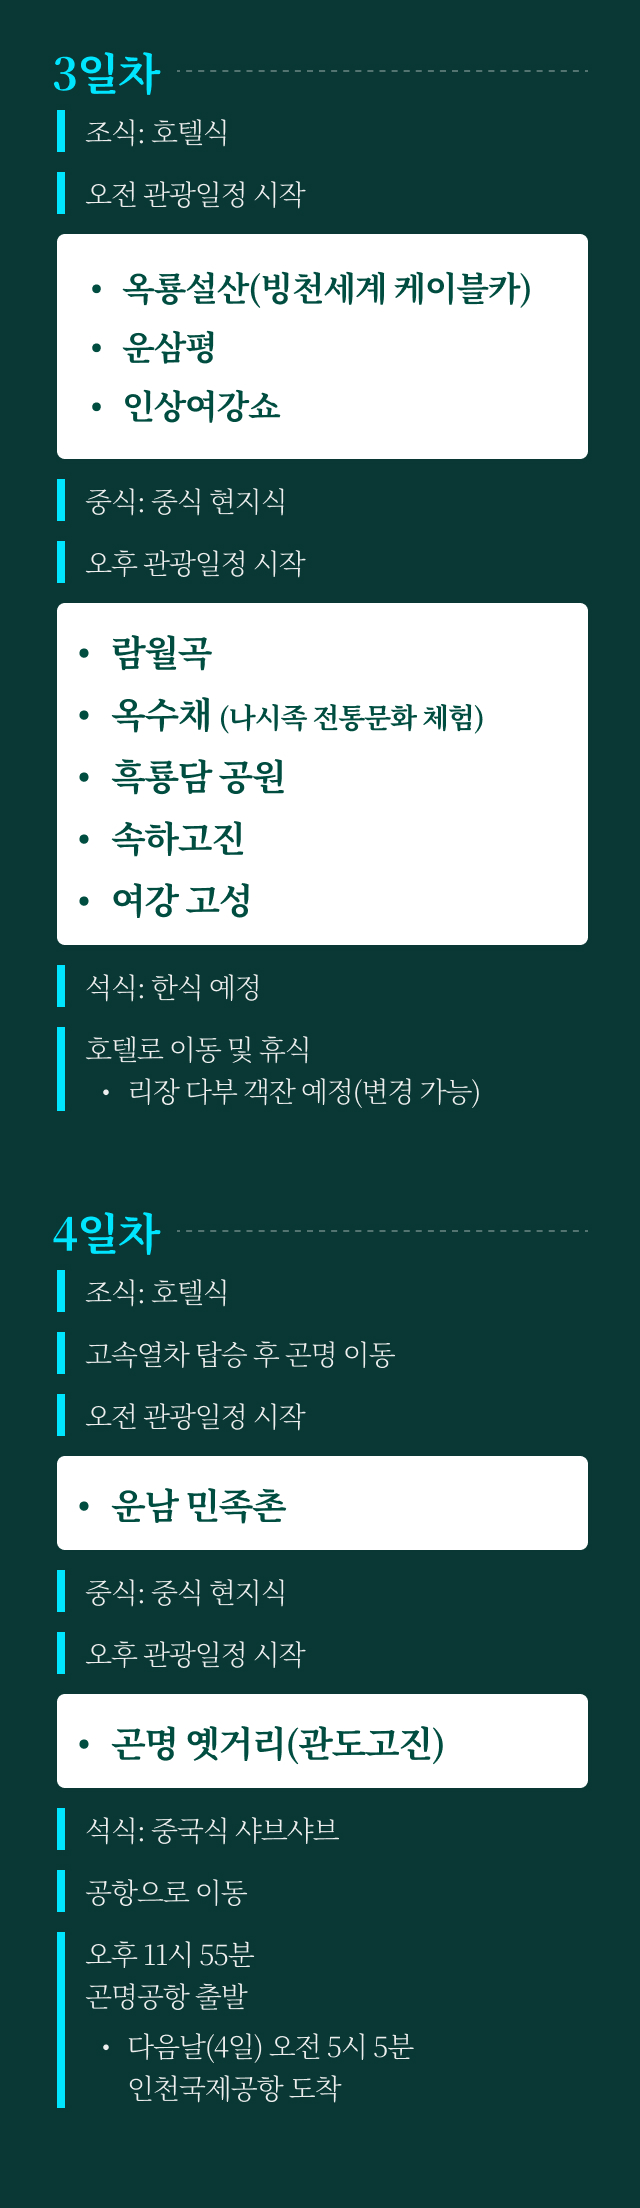 3일차
조식: 호텔식
오전 관광일정 시작
• 옥룡설산(빙천세계 케이블카)
• 운삼평
• 인상여강쇼
중식: 중식 현지식
오후 관광일정 시작
• 람월곡
• 옥수채 (나시족 전통문화 체험)
• 흑룡담 공원
• 속하고진
• 여강 고성
석식: 한식 예정
호텔로 이동 및 휴식
• 리장 다부 객잔 예정(변경 가능)
4일차
조식: 호텔식
고속열차 탑승 후 곤명 이동
오전 관광일정 시작
• 운남 민족촌
중식: 중식 현지식
오후 관광일정 시작
• 곤명 옛거리(관도고진)
석식: 중국식 샤브샤브
공항으로 이동
오후 11시 55분
곤명공항 출발
• 다음날(4일) 오전 5시 5분
인천국제공항 도착